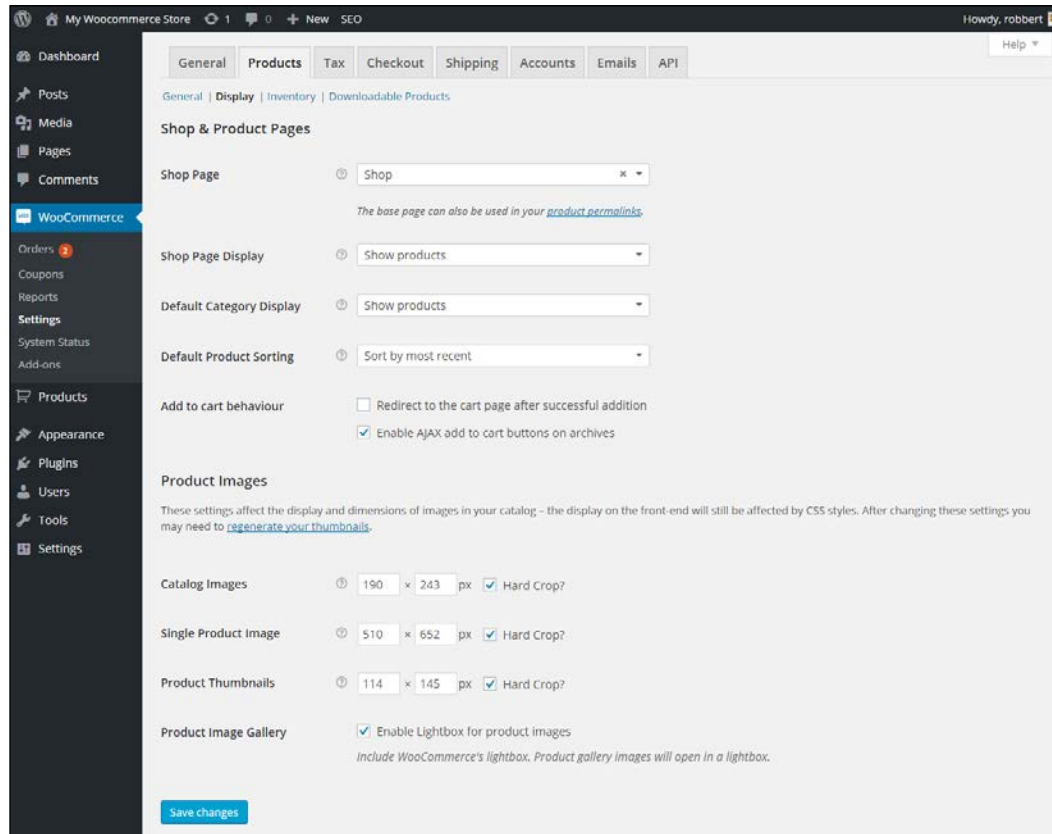 My Woocommerce Store 1 0 + New SEO Howdy, robbert
Help
Dashboard
Posts
Media
Pages
Comments
WooCommerce
Orders 2
Coupons
Reports
Settings
System Status
Add-ons
Products
Appearance
Plugins
Users
Tools
Settings
General Products Tax Checkout Shipping Accounts Emails API
General | Display | Inventory | Downloadable Products
Shop & Product Pages
Shop Page ? Shop ×
The base page can also be used in your product permalinks.
Shop Page Display ? Show products
Default Category Display ? Show products
Default Product Sorting ? Sort by most recent
Add to cart behaviour Redirect to the cart page after successful addition
Enable AJAX add to cart buttons on archives
Product Images
These settings affect the display and dimensions of images in your catalog – the display on the front-end will still be affected by CSS styles. After changing these settings you
may need to regenerate your thumbnails.
Catalog Images ? 190 × 243 px Hard Crop?
Single Product Image ? 510 × 652 px Hard Crop?
Product Thumbnails ? 114 × 145 px Hard Crop?
Product Image Gallery Enable Lightbox for product images
Include WooCommerce's lightbox. Product gallery images will open in a lightbox.
Save changes